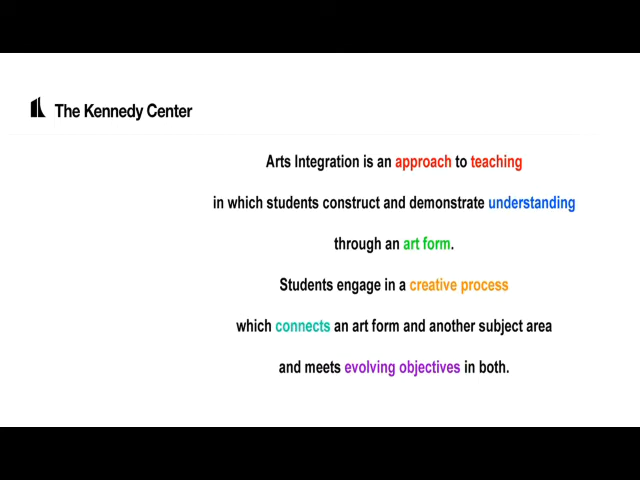 The Kennedy Center
Arts Integration is an approach to teaching
in which students construct and demonstrate understanding
through an art form.
Students engage in a creative process
which connects an art form and another subject area
and meets evolving objectives in both.